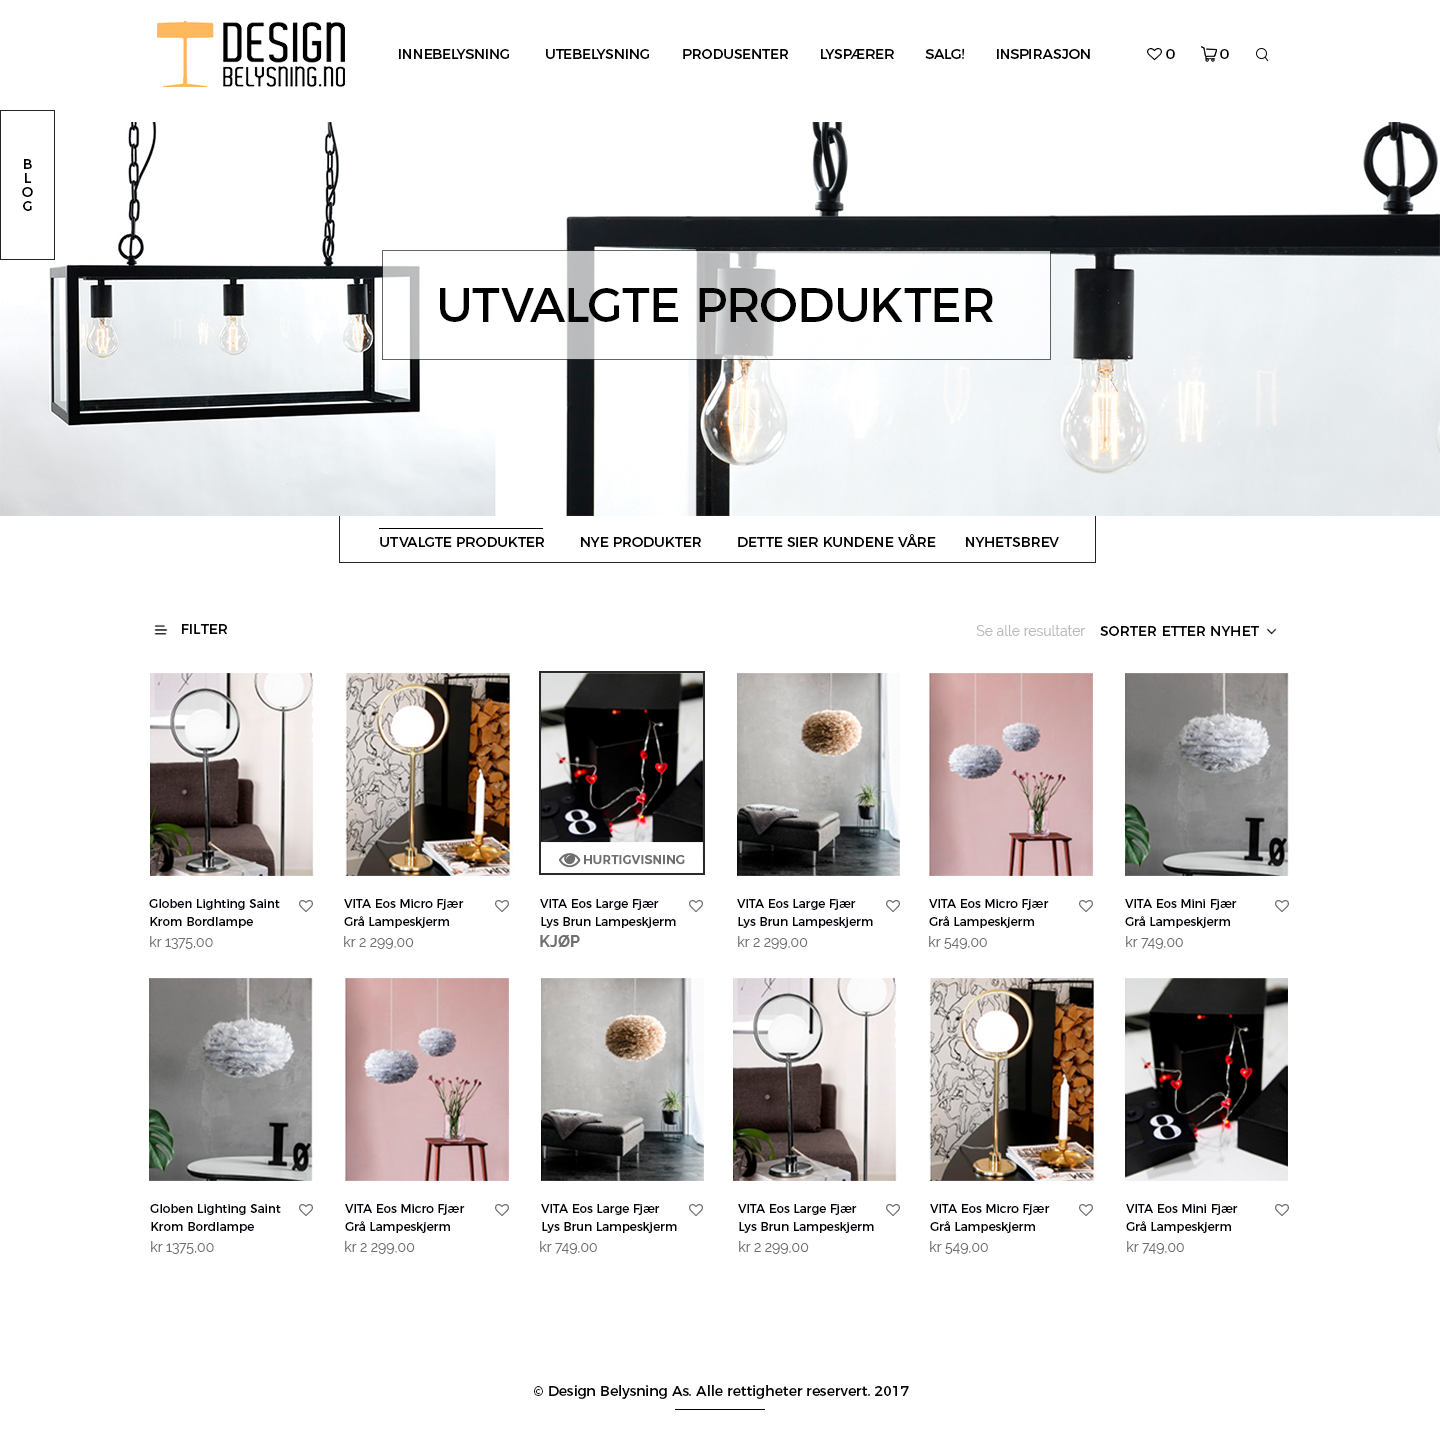 DESIGN
BELYSNING.NO
INNEBELYSNING UTEBELYSNING PRODUSENTER LYSPÆRER SALG! INSPIRASJON 0 0
BLOG
UTVALGTE PRODUKTER
UTVALGTE PRODUKTER NYE PRODUKTER DETTE SIER KUNDENE VÅRE NYHETSBREV
FILTER
Se alle resultater SORTER ETTER NYHET
8
HURTIGVISNING
IØ
Globen Lighting Saint
Krom Bordlampe
kr 1375,00
VITA Eos Micro Fjær
Grå Lampeskjerm
kr 2 299,00
VITA Eos Large Fjær
Lys Brun Lampeskjerm
KJØP
VITA Eos Large Fjær
Lys Brun Lampeskjerm
kr 2 299,00
VITA Eos Micro Fjær
Grå Lampeskjerm
kr 549,00
VITA Eos Mini Fjær
Grå Lampeskjerm
kr 749,00
IØ
8
Globen Lighting Saint
Krom Bordlampe
kr 1375,00
VITA Eos Micro Fjær
Grå Lampeskjerm
kr 2 299,00
VITA Eos Large Fjær
Lys Brun Lampeskjerm
kr 749,00
VITA Eos Large Fjær
Lys Brun Lampeskjerm
kr 2 299,00
VITA Eos Micro Fjær
Grå Lampeskjerm
kr 549,00
VITA Eos Mini Fjær
Grå Lampeskjerm
kr 749,00
© Design Belysning As. Alle rettigheter reservert. 2017